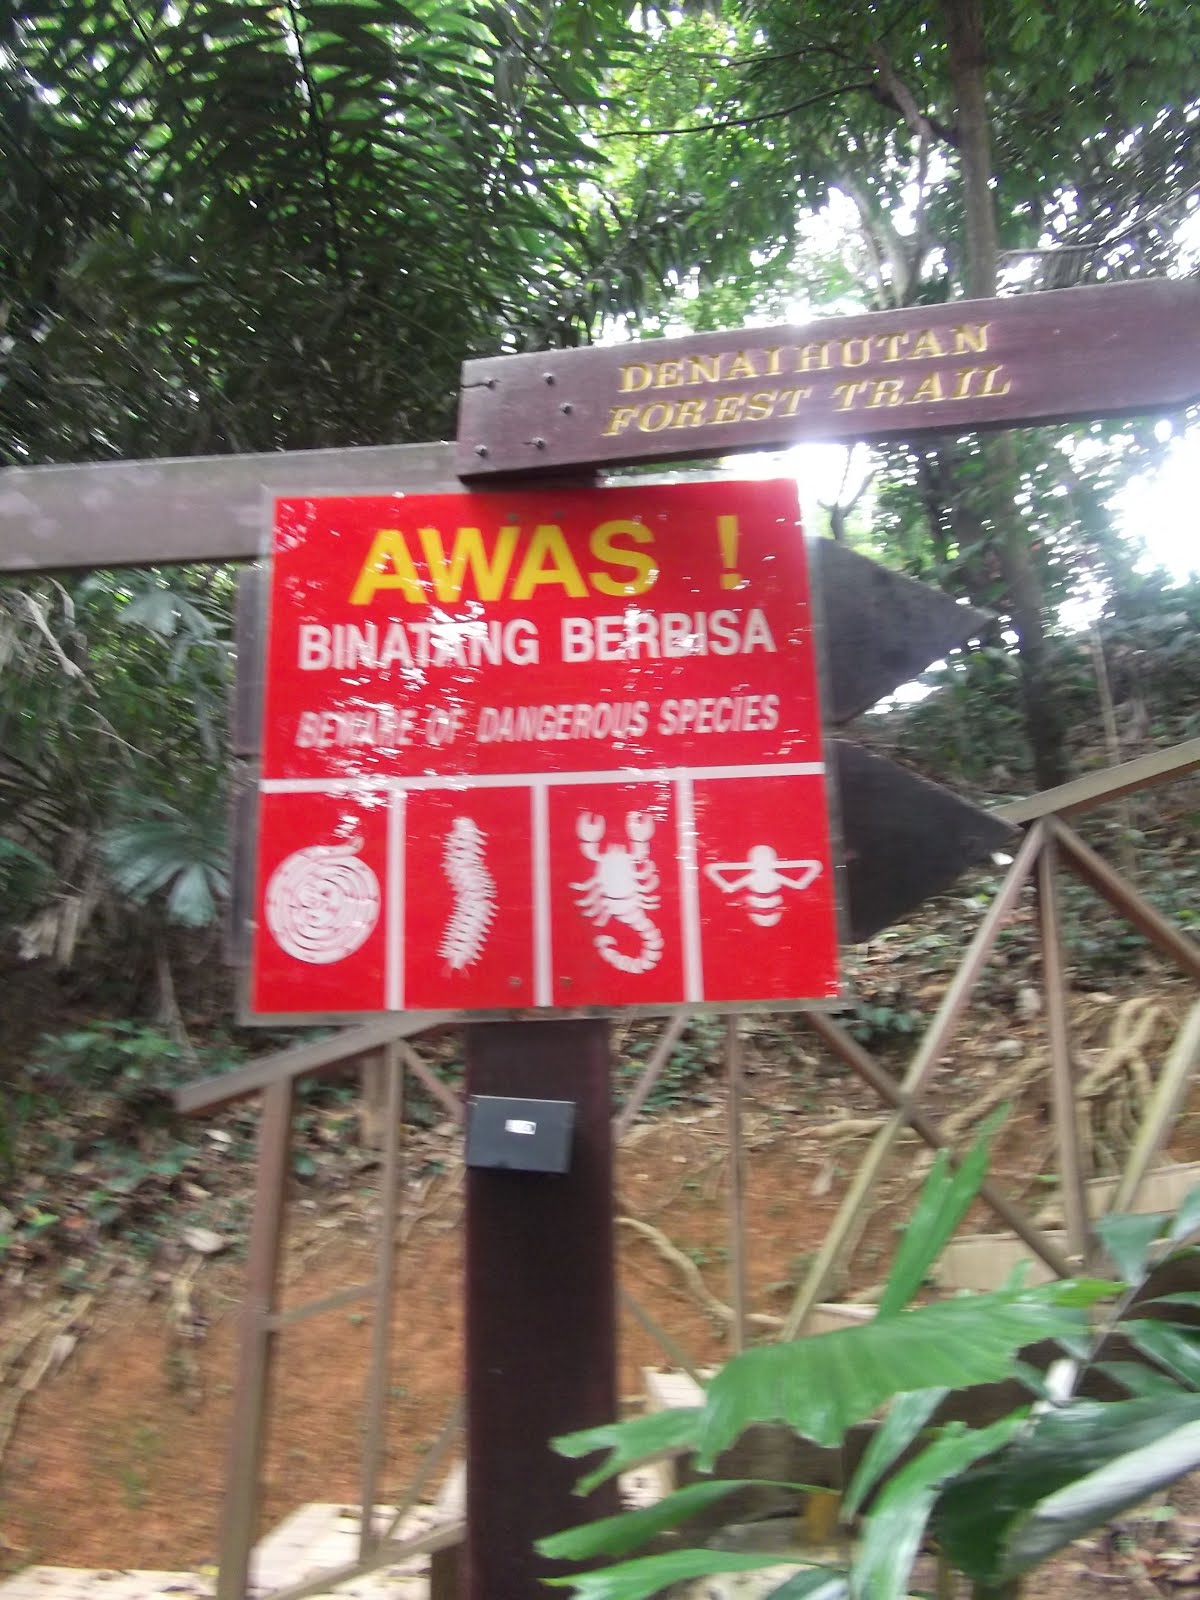 DENAI HUTAN
FOREST TRAIL
AWAS !
BINATANG BERBISA
BEWARE OF DANGEROUS SPECIES